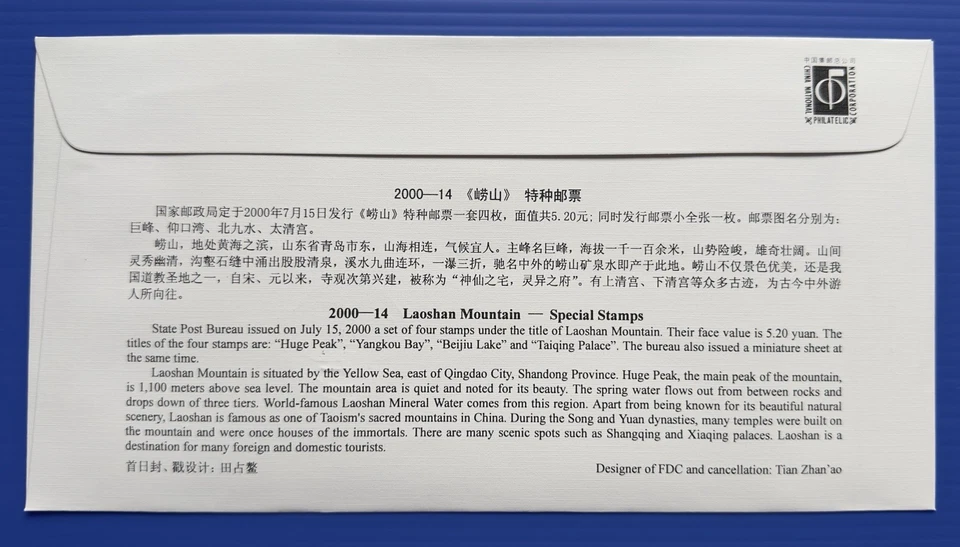 中国集邮总公司
CHINA NATIONAL
PHILATELIC
CORPORATION
2000—14 《崂山》 特种邮票
国家邮政局定于2000年7月15日发行《崂山》特种邮票一套四枚，面值共5.20元；同时发行邮票小全张一枚。邮票图名分别为：
巨峰、仰口湾、北九水、太清宫。
崂山，地处黄海之滨，山东省青岛市东，山海相连，气候宜人。主峰名巨峰，海拔一千一百余米，山势险峻，雄奇壮阔。山间
灵秀幽清，沟壑石缝中涌出股股清泉，溪水九曲连环，一瀑三折，驰名中外的崂山矿泉水即产于此地。崂山不仅景色优美，还是我
国道教圣地之一，自宋、元以来，寺观次第兴建，被称为“神仙之宅，灵异之府”。有上清宫、下清宫等众多古迹，为古今中外游
人所向往。
2000—14 Laoshan Mountain — Special Stamps
State Post Bureau issued on July 15, 2000 a set of four stamps under the title of Laoshan Mountain. Their face value is 5.20 yuan. The
titles of the four stamps are: “Huge Peak”, “Yangkou Bay”, “Beijiu Lake” and “Taiqing Palace”. The bureau also issued a miniature sheet at
the same time.
Laoshan Mountain is situated by the Yellow Sea, east of Qingdao City, Shandong Province. Huge Peak, the main peak of the mountain,
is 1,100 meters above sea level. The mountain area is quiet and noted for its beauty. The spring water flows out from between rocks and
drops down of three tiers. World-famous Laoshan Mineral Water comes from this region. Apart from being known for its beautiful natural
scenery, Laoshan is famous as one of Taoism's sacred mountains in China. During the Song and Yuan dynasties, many temples were built on
the mountain and were once houses of the immortals. There are many scenic spots such as Shangqing and Xiaqing palaces. Laoshan is a
destination for many foreign and domestic tourists.
首日封、戳设计：田占鳌
Designer of FDC and cancellation: Tian Zhan'ao